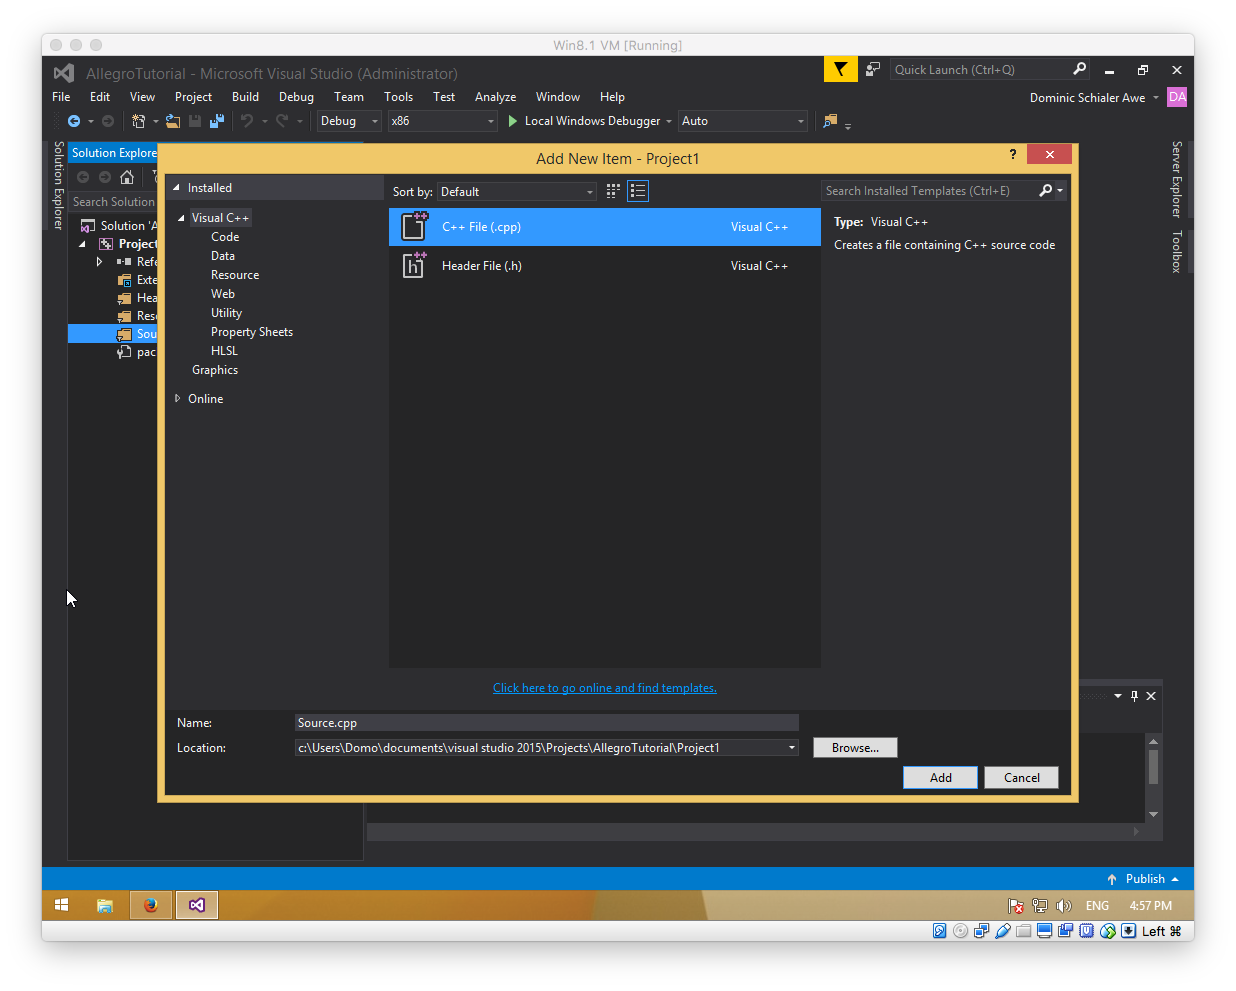 Win8.1 VM [Running]
AllegroTutorial - Microsoft Visual Studio (Administrator)
Quick Launch (Ctrl+Q)
File Edit View Project Build Debug Team Tools Test Analyze Window Help
Dominic Schialer Awe DA
Debug x86 Local Windows Debugger Auto
Solution Explorer
Solution Explore
Search Solution
Solution 'A
Project
Refe
Exte
Hea
Res
Sou
pac
Add New Item - Project1
?
Installed
Visual C++
Code
Data
Resource
Web
Utility
Property Sheets
HLSL
Graphics
Online
Sort by: Default
Search Installed Templates (Ctrl+E)
C++ File (.cpp) Visual C++
Header File (.h) Visual C++
Type: Visual C++
Creates a file containing C++ source code
Click here to go online and find templates.
Name: Source.cpp
Location: c:\Users\Domo\documents\visual studio 2015\Projects\AllegroTutorial\Project1
Browse...
Add Cancel
Server Explorer
Toolbox
Publish
ENG 4:57 PM
Left ⌘